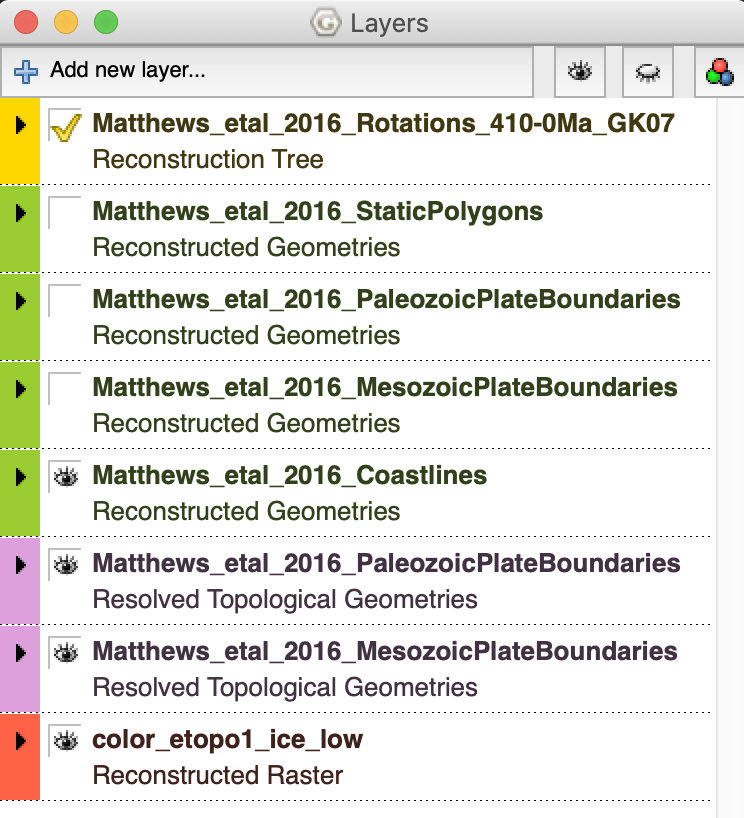 Layers
Add new layer...
Matthews_etal_2016_Rotations_410-0Ma_GK07
Reconstruction Tree
Matthews_etal_2016_StaticPolygons
Reconstructed Geometries
Matthews_etal_2016_PaleozoicPlateBoundaries
Reconstructed Geometries
Matthews_etal_2016_MesozoicPlateBoundaries
Reconstructed Geometries
Matthews_etal_2016_Coastlines
Reconstructed Geometries
Matthews_etal_2016_PaleozoicPlateBoundaries
Resolved Topological Geometries
Matthews_etal_2016_MesozoicPlateBoundaries
Resolved Topological Geometries
color_etopo1_ice_low
Reconstructed Raster